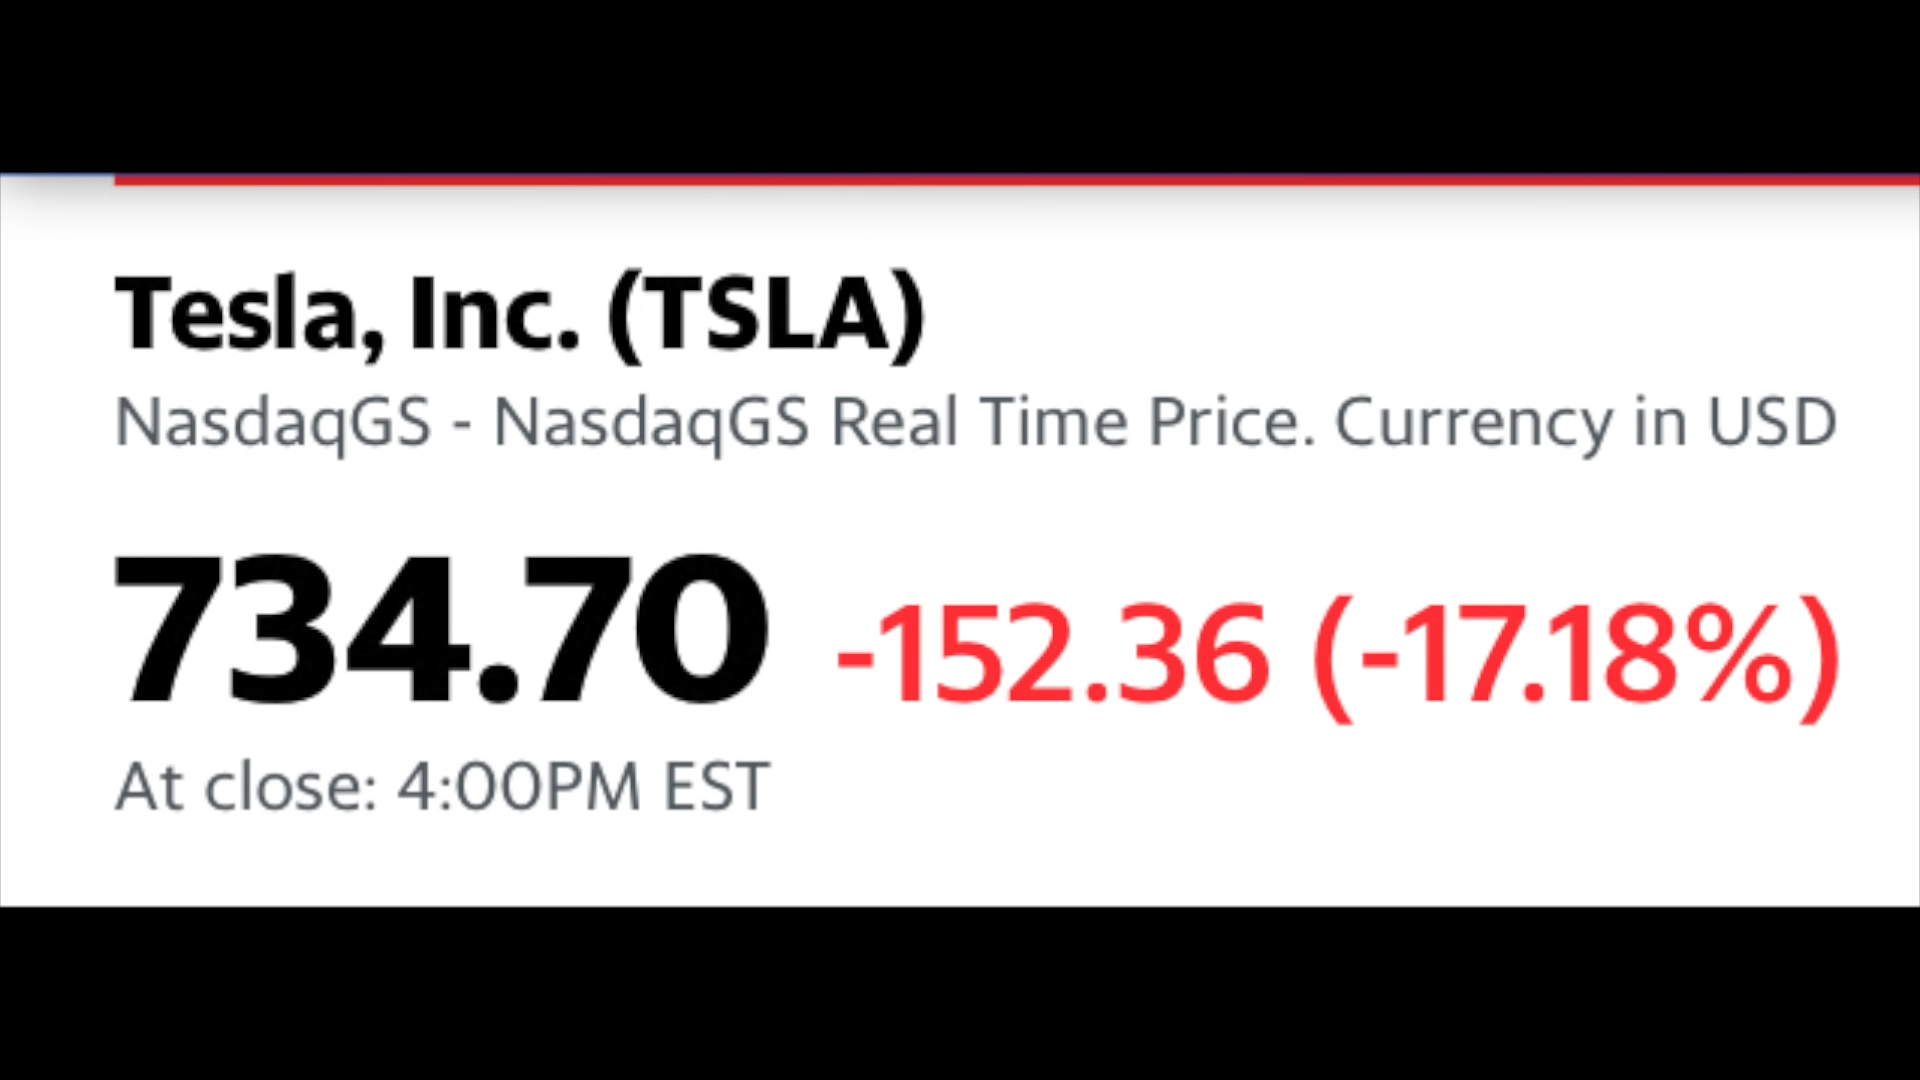 Tesla, Inc. (TSLA)
NasdaqGS - NasdaqGS Real Time Price. Currency in USD
734.70 -152.36 (-17.18%)
At close: 4:00PM EST